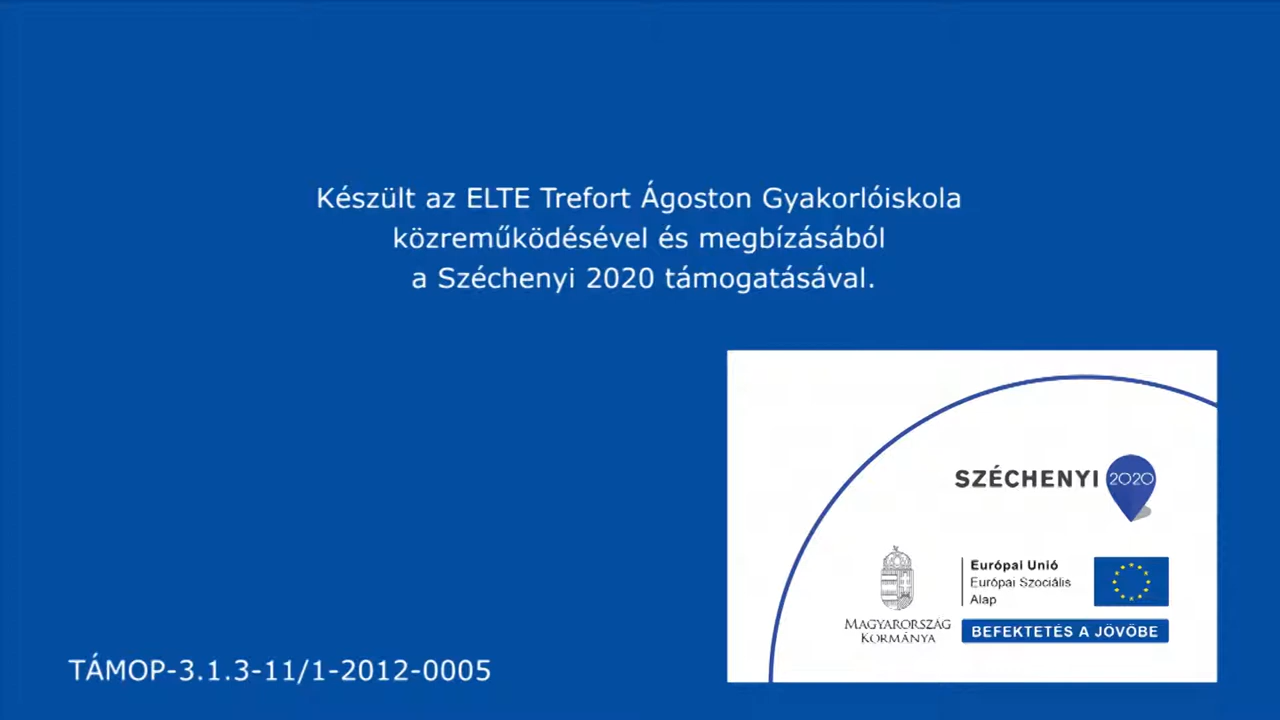 Készült az ELTE Trefort Ágoston Gyakorlóiskola
közreműködésével és megbízásából
a Széchenyi 2020 támogatásával.
SZÉCHENYI 2020
MAGYARORSZÁG
KORMÁNYA
Európai Unió
Európai Szociális
Alap
BEFEKTETÉS A JÖVŐBE
TÁMOP-3.1.3-11/1-2012-0005